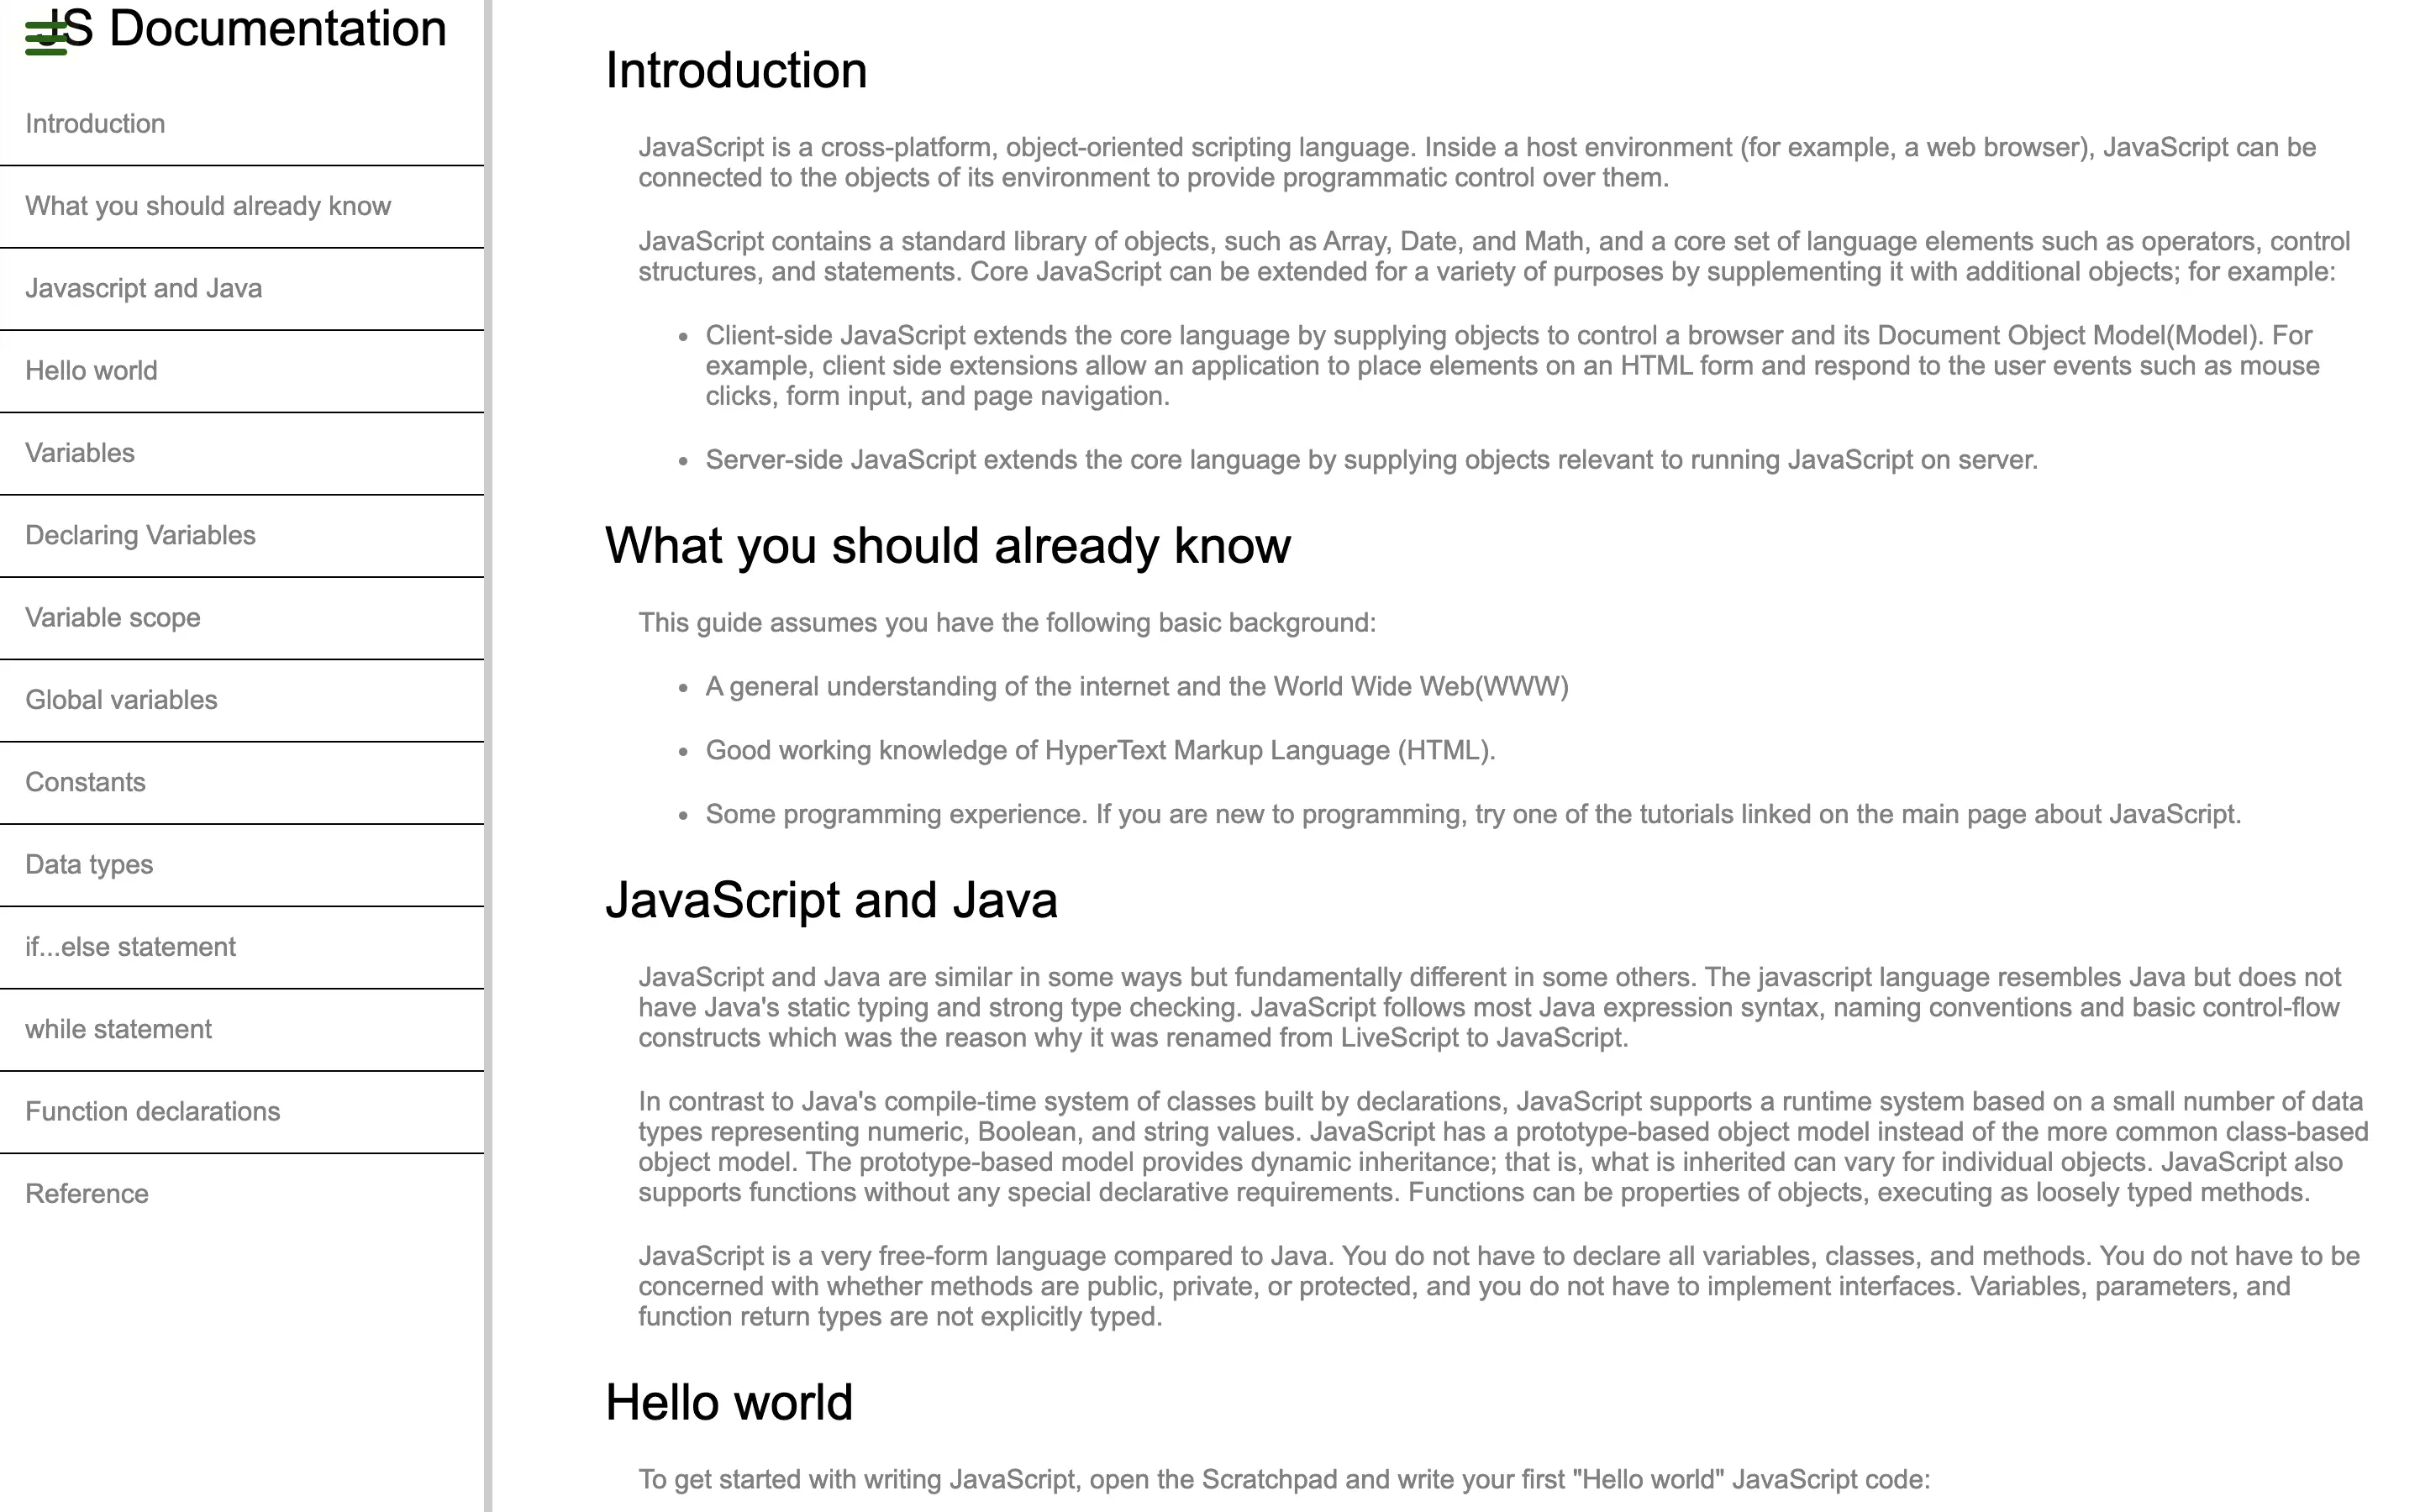 JS Documentation
Introduction
What you should already know
Javascript and Java
Hello world
Variables
Declaring Variables
Variable scope
Global variables
Constants
Data types
if...else statement
while statement
Function declarations
Reference
Introduction
JavaScript is a cross-platform, object-oriented scripting language. Inside a host environment (for example, a web browser), JavaScript can be
connected to the objects of its environment to provide programmatic control over them.
JavaScript contains a standard library of objects, such as Array, Date, and Math, and a core set of language elements such as operators, control
structures, and statements. Core JavaScript can be extended for a variety of purposes by supplementing it with additional objects; for example:
• Client-side JavaScript extends the core language by supplying objects to control a browser and its Document Object Model(Model). For
example, client side extensions allow an application to place elements on an HTML form and respond to the user events such as mouse
clicks, form input, and page navigation.
• Server-side JavaScript extends the core language by supplying objects relevant to running JavaScript on server.
What you should already know
This guide assumes you have the following basic background:
• A general understanding of the internet and the World Wide Web(WWW)
• Good working knowledge of HyperText Markup Language (HTML).
• Some programming experience. If you are new to programming, try one of the tutorials linked on the main page about JavaScript.
JavaScript and Java
JavaScript and Java are similar in some ways but fundamentally different in some others. The javascript language resembles Java but does not
have Java's static typing and strong type checking. JavaScript follows most Java expression syntax, naming conventions and basic control-flow
constructs which was the reason why it was renamed from LiveScript to JavaScript.
In contrast to Java's compile-time system of classes built by declarations, JavaScript supports a runtime system based on a small number of data
types representing numeric, Boolean, and string values. JavaScript has a prototype-based object model instead of the more common class-based
object model. The prototype-based model provides dynamic inheritance; that is, what is inherited can vary for individual objects. JavaScript also
supports functions without any special declarative requirements. Functions can be properties of objects, executing as loosely typed methods.
JavaScript is a very free-form language compared to Java. You do not have to declare all variables, classes, and methods. You do not have to be
concerned with whether methods are public, private, or protected, and you do not have to implement interfaces. Variables, parameters, and
function return types are not explicitly typed.
Hello world
To get started with writing JavaScript, open the Scratchpad and write your first "Hello world" JavaScript code: